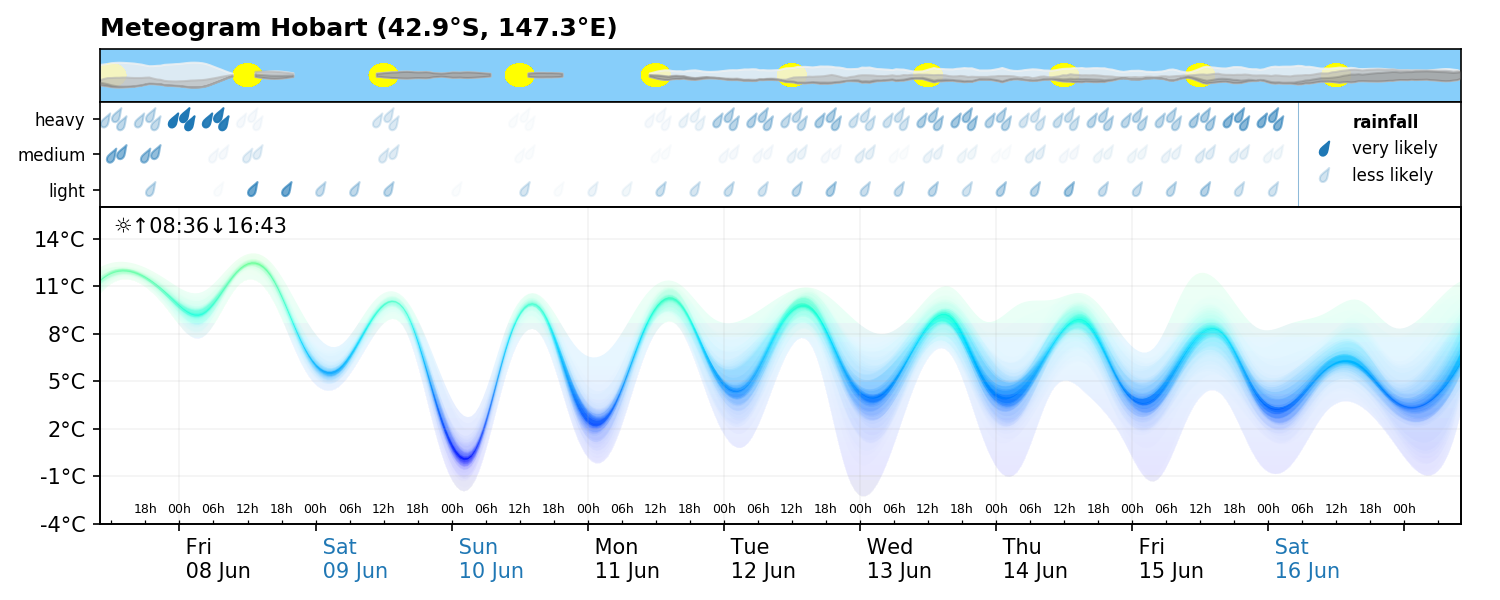 Meteogram Hobart (42.9°S, 147.3°E)
heavy
medium
light
rainfall
very likely
less likely
☼↑08:36↓16:43
14°C
11°C
8°C
5°C
2°C
-1°C
-4°C
18h 00h 06h 12h 18h 00h 06h 12h 18h 00h 06h 12h 18h 00h 06h 12h 18h 00h 06h 12h 18h 00h 06h 12h 18h 00h 06h 12h 18h 00h 06h 12h 18h 00h 06h 12h 18h 00h
Fri Sat Sun Mon Tue Wed Thu Fri Sat
08 Jun 09 Jun 10 Jun 11 Jun 12 Jun 13 Jun 14 Jun 15 Jun 16 Jun